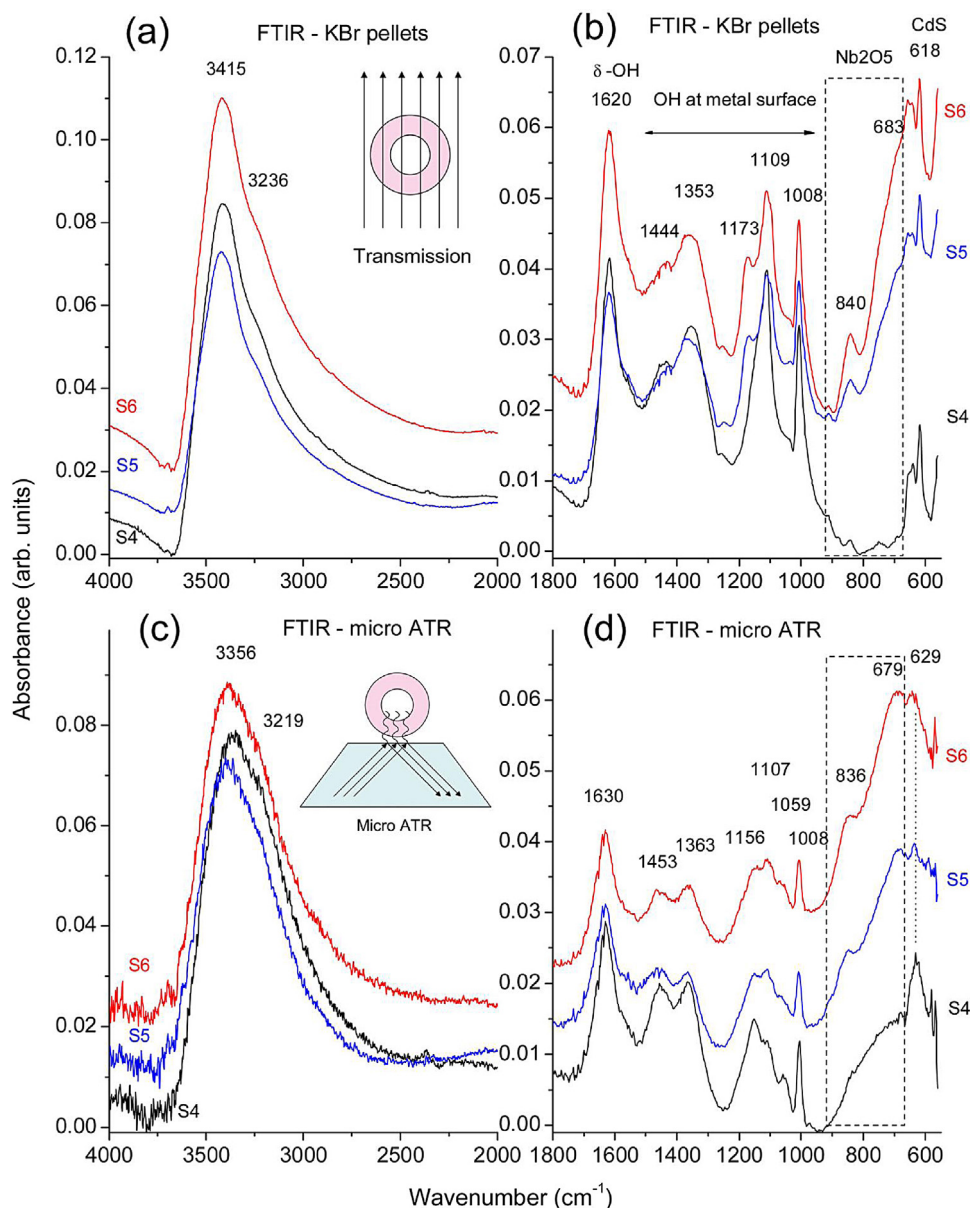 (a)
FTIR - KBr pellets
0.12
3415
0.10
3236
0.08
Transmission
0.06
0.04
S6
0.02
S5
S4
0.00
4000 3500 3000 2500 2000
(b)
FTIR - KBr pellets
CdS
0.07
Nb2O5
618
δ -OH
1620
OH at metal surface
S6
0.06
683
1109
0.05
1353
1008
1444
1173
S5
0.04
840
0.03
0.02
S4
0.01
0.00
1800 1600 1400 1200 1000 800 600
Absorbance (arb. units)
(c)
FTIR - micro ATR
3356
0.08
3219
0.06
Micro ATR
0.04
S6
0.02
S5
S4
0.00
4000 3500 3000 2500 2000
(d)
FTIR - micro ATR
679 629
0.06
S6
0.05
836
1107
1630
1059
0.04
1453 1363 1156 1008
S5
0.03
0.02
S4
0.01
0.00
1800 1600 1400 1200 1000 800 600
Wavenumber (cm⁻¹)